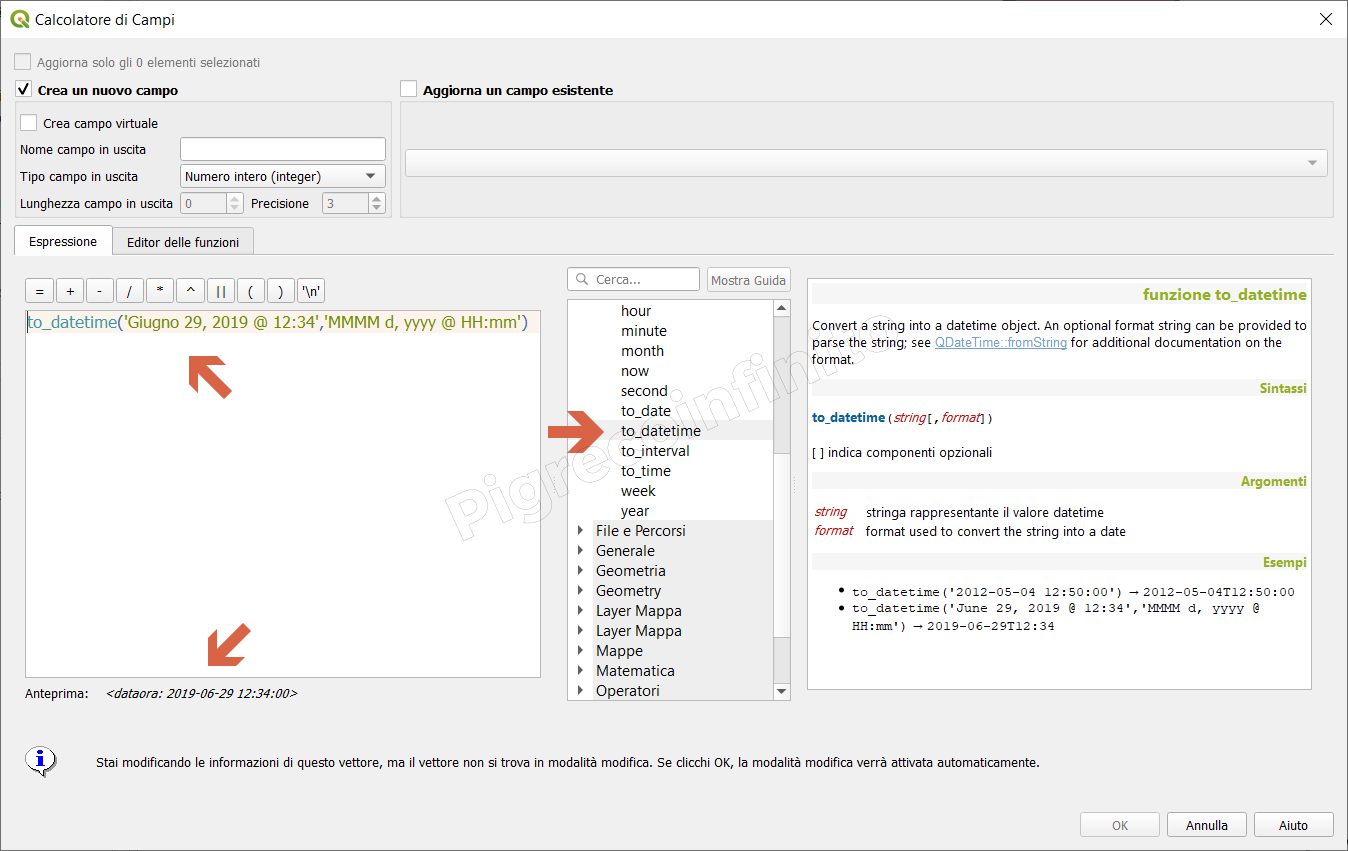 Calcolatore di Campi
Aggiorna solo gli 0 elementi selezionati
Crea un nuovo campo
Aggiorna un campo esistente
Crea campo virtuale
Nome campo in uscita
Tipo campo in uscita Numero intero (integer)
Lunghezza campo in uscita 0 Precisione 3
Espressione Editor delle funzioni
= + - / * ^ || ( ) '\n'
to_datetime('Giugno 29, 2019 @ 12:34','MMMM d, yyyy @ HH:mm')
Anteprima: <dataora: 2019-06-29 12:34:00>
Cerca... Mostra Guida
hour
minute
month
now
second
to_date
to_datetime
to_interval
to_time
week
year
File e Percorsi
Generale
Geometria
Geometry
Layer Mappa
Layer Mappa
Mappe
Matematica
Operatori
funzione to_datetime
Convert a string into a datetime object. An optional format string can be provided to
parse the string; see QDateTime::fromString for additional documentation on the
format.
Sintassi
to_datetime(string[,format])
[ ] indica componenti opzionali
Argomenti
string stringa rappresentante il valore datetime
format format used to convert the string into a date
Esempi
to_datetime('2012-05-04 12:50:00') → 2012-05-04T12:50:00
to_datetime('June 29, 2019 @ 12:34','MMMM d, yyyy @
HH:mm') → 2019-06-29T12:34
Pigrecoinfinito
Stai modificando le informazioni di questo vettore, ma il vettore non si trova in modalità modifica. Se clicchi OK, la modalità modifica verrà attivata automaticamente.
OK Annulla Aiuto